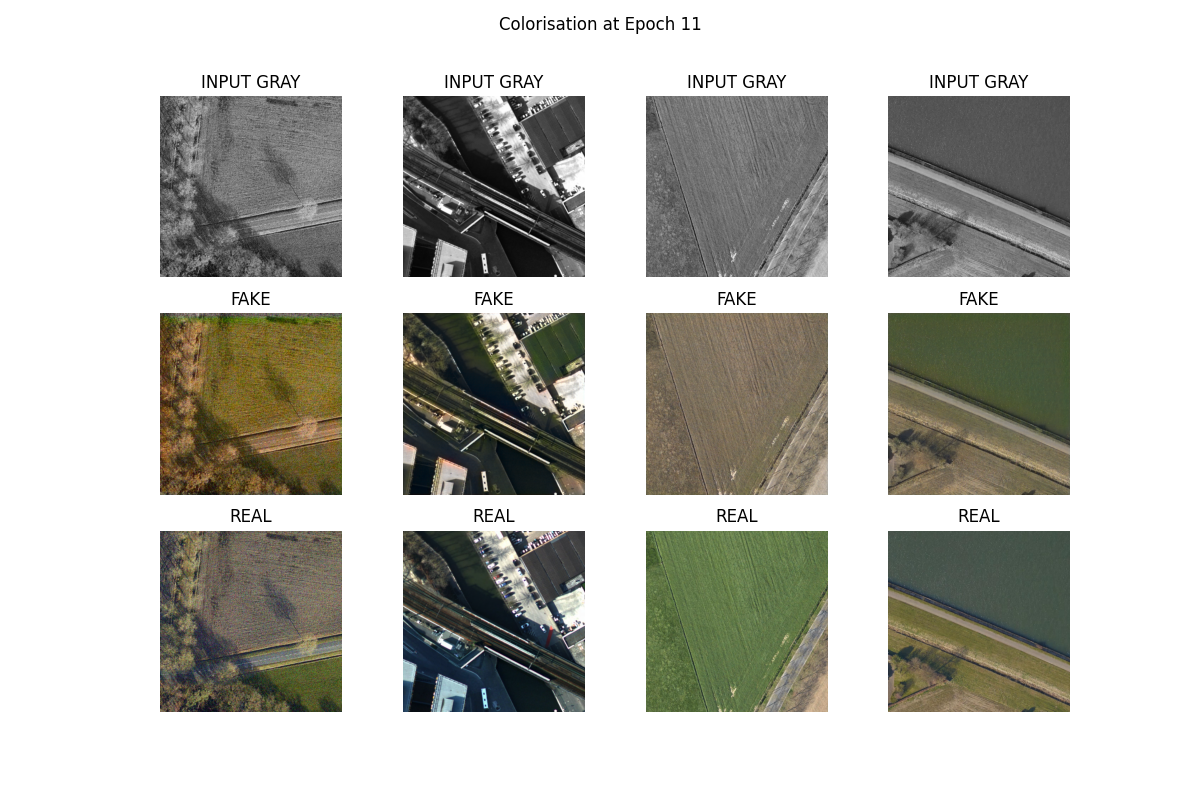 Colorisation at Epoch 11
INPUT GRAY INPUT GRAY INPUT GRAY INPUT GRAY
FAKE FAKE FAKE FAKE
REAL REAL REAL REAL